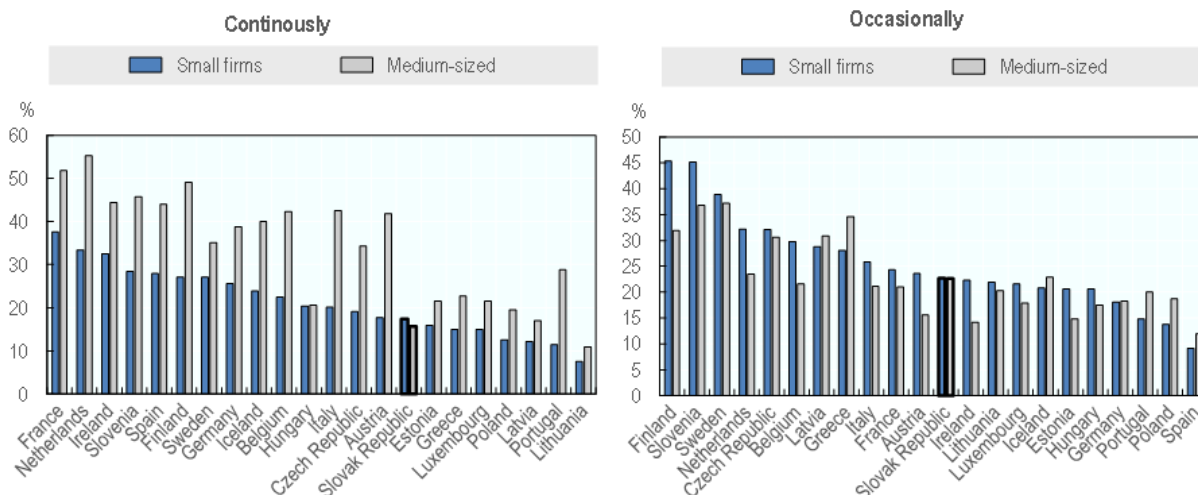 Continously
Small firms
Medium-sized
%
60
50
40
30
20
10
0
France
Netherlands
Ireland
Slovenia
Spain
Finland
Sweden
Germany
Iceland
Belgium
Hungary
Italy
Czech Republic
Austria
Slovak Republic
Estonia
Greece
Luxembourg
Poland
Latvia
Portugal
Lithuania
Occasionally
Small firms
Medium-sized
%
50
45
40
35
30
25
20
15
10
5
0
Finland
Slovenia
Sweden
Netherlands
Czech Republic
Belgium
Latvia
Greece
Italy
France
Austria
Slovak Republic
Ireland
Lithuania
Luxembourg
Iceland
Estonia
Hungary
Germany
Portugal
Poland
Spain